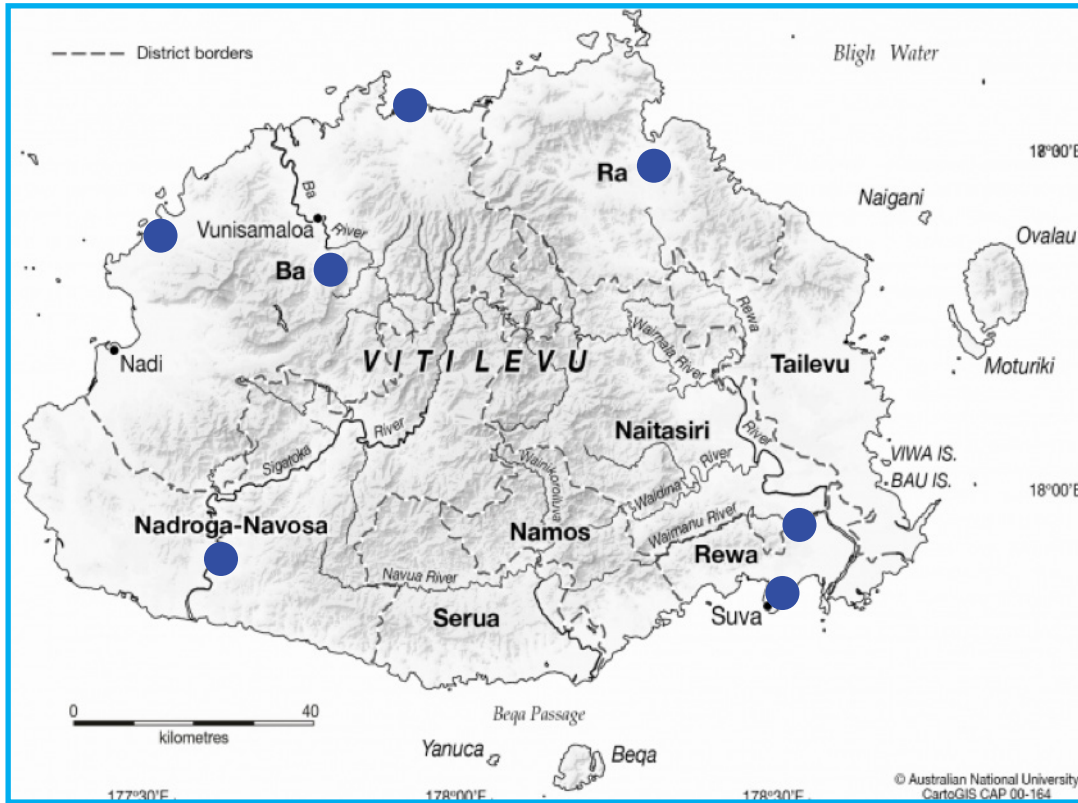 District borders
Bligh Water
18°00'E
Ra
Naigani
Ba
River
Vunisamaloa
Ovalau
Ba
Rewa
Waimala River
VITILEVU
Nadi
Tailevu
Moturiki
River
Naitasiri
River
Sigatoka
Wainikoroiluva
River
VIWA IS.
BAU IS.
Waidina
18°00'E
Nadroga-Navosa
Namos
Waimanu River
Rewa
Navua River
Serua
Suva
0 40
kilometres
Beqa Passage
Yanuca
Beqa
© Australian National University
CartoGIS CAP 00-164
177°30'E
178°00'E
178°30'E